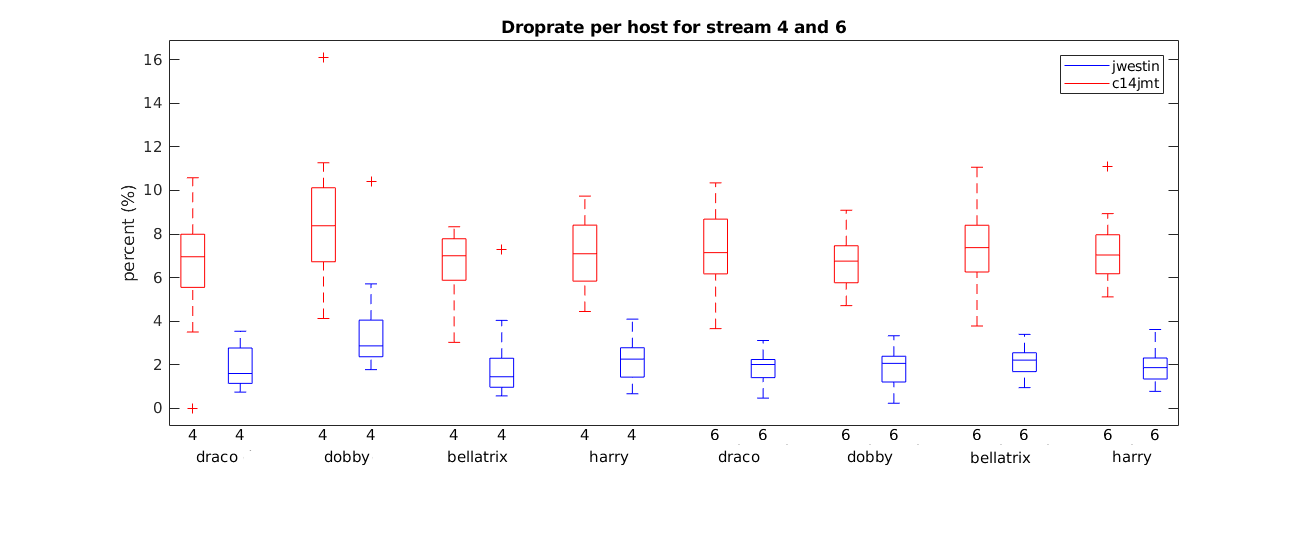 Droprate per host for stream 4 and 6
jwestin
c14jmt
percent (%)
16
14
12
10
8
6
4
2
0
4 4 4 4 4 4 4 4 6 6 6 6 6 6 6 6
draco dobby bellatrix harry draco dobby bellatrix harry